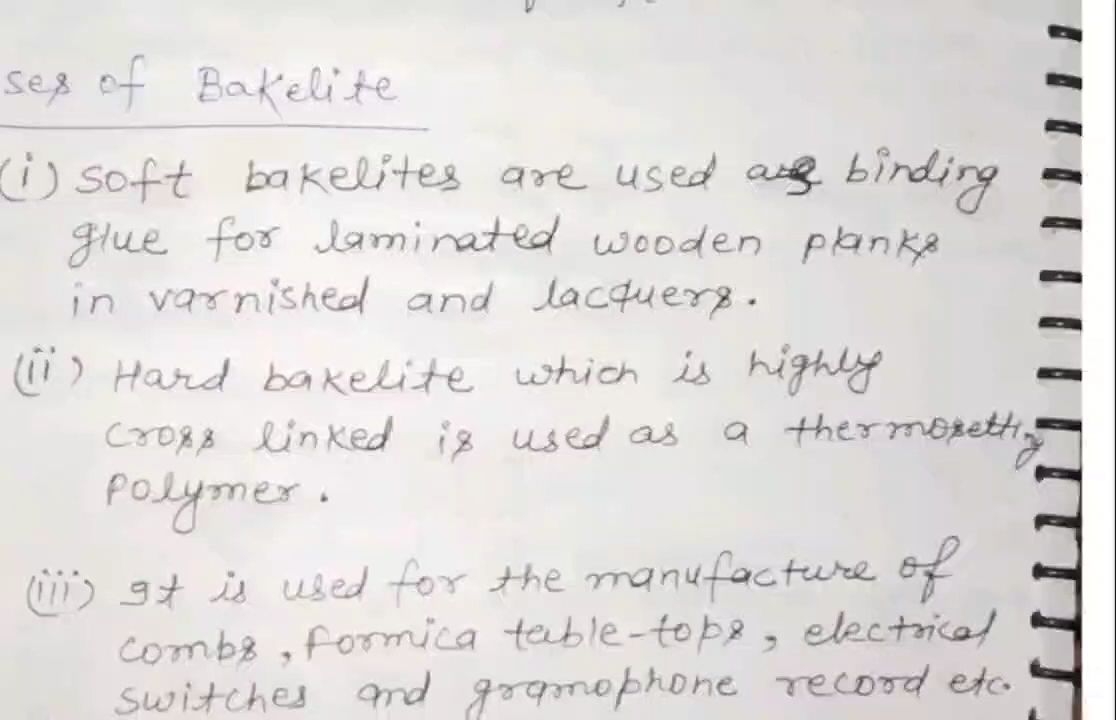 ses of Bakelite
(i) soft bakelites are used as binding
glue for laminated wooden planks
in varnished and lacquers.
(ii) Hard bakelite which is highly
cross linked is used as a thermosetting
polymer.
(iii) It is used for the manufacture of
combs, formica table-tops, electrical
switches and gramophone record etc.